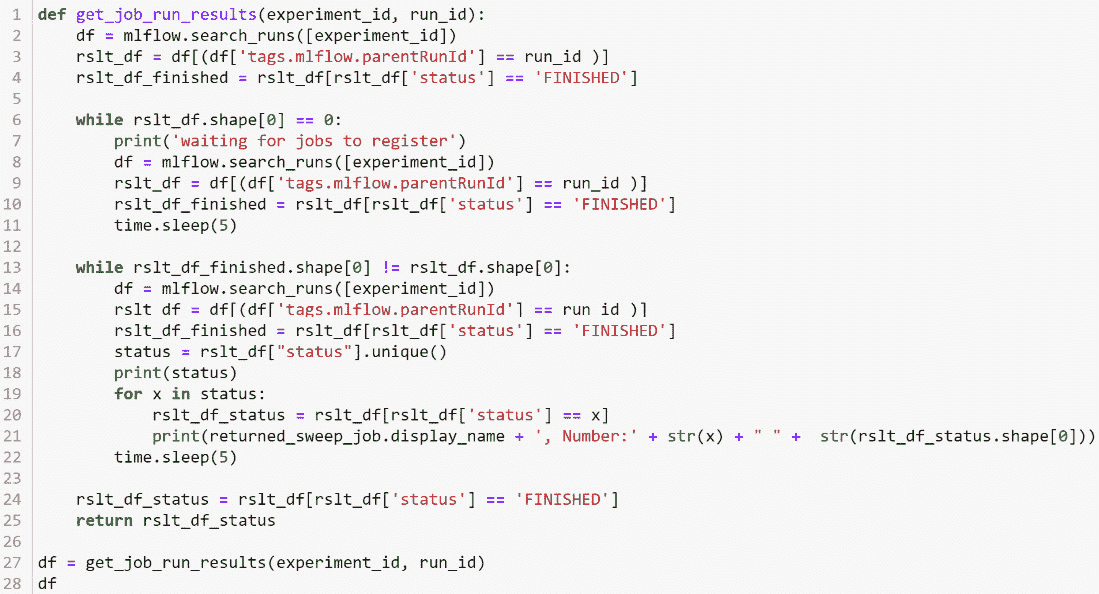 1 def get_job_run_results(experiment_id, run_id):
2     df = mlflow.search_runs([experiment_id])
3     rslt_df = df[(df['tags.mlflow.parentRunId'] == run_id )]
4     rslt_df_finished = rslt_df[rslt_df['status'] == 'FINISHED']
5
6     while rslt_df.shape[0] == 0:
7         print('waiting for jobs to register')
8         df = mlflow.search_runs([experiment_id])
9         rslt_df = df[(df['tags.mlflow.parentRunId'] == run_id )]
10         rslt_df_finished = rslt_df[rslt_df['status'] == 'FINISHED']
11         time.sleep(5)
12
13     while rslt_df_finished.shape[0] != rslt_df.shape[0]:
14         df = mlflow.search_runs([experiment_id])
15         rslt_df = df[(df['tags.mlflow.parentRunId'] == run_id )]
16         rslt_df_finished = rslt_df[rslt_df['status'] == 'FINISHED']
17         status = rslt_df["status"].unique()
18         print(status)
19         for x in status:
20             rslt_df_status = rslt_df[rslt_df['status'] == x]
21             print(returned_sweep_job.display_name + ', Number:' + str(x) + " " +  str(rslt_df_status.shape[0]))
22         time.sleep(5)
23
24     rslt_df_status = rslt_df[rslt_df['status'] == 'FINISHED']
25     return rslt_df_status
26
27 df = get_job_run_results(experiment_id, run_id)
28 df